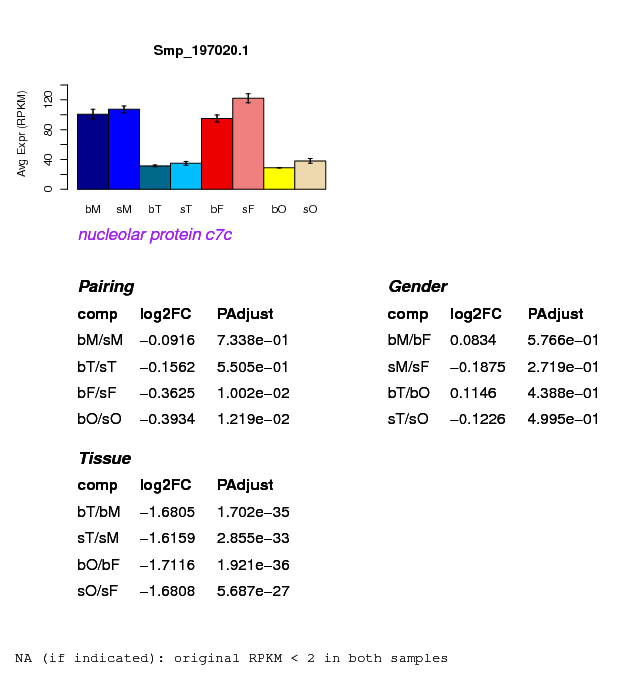 Smp_197020.1
Avg Expr (RPKM)
0 40 80 120
bM sM bT sT bF sF bO sO
nucleolar protein c7c
Pairing
comp log2FC PAdjust
bM/sM −0.0916 7.338e−01
bT/sT −0.1562 5.505e−01
bF/sF −0.3625 1.002e−02
bO/sO −0.3934 1.219e−02
Gender
comp log2FC PAdjust
bM/bF 0.0834 5.766e−01
sM/sF −0.1875 2.719e−01
bT/bO 0.1146 4.388e−01
sT/sO −0.1226 4.995e−01
Tissue
comp log2FC PAdjust
bT/bM −1.6805 1.702e−35
sT/sM −1.6159 2.855e−33
bO/bF −1.7116 1.921e−36
sO/sF −1.6808 5.687e−27
NA (if indicated): original RPKM < 2 in both samples